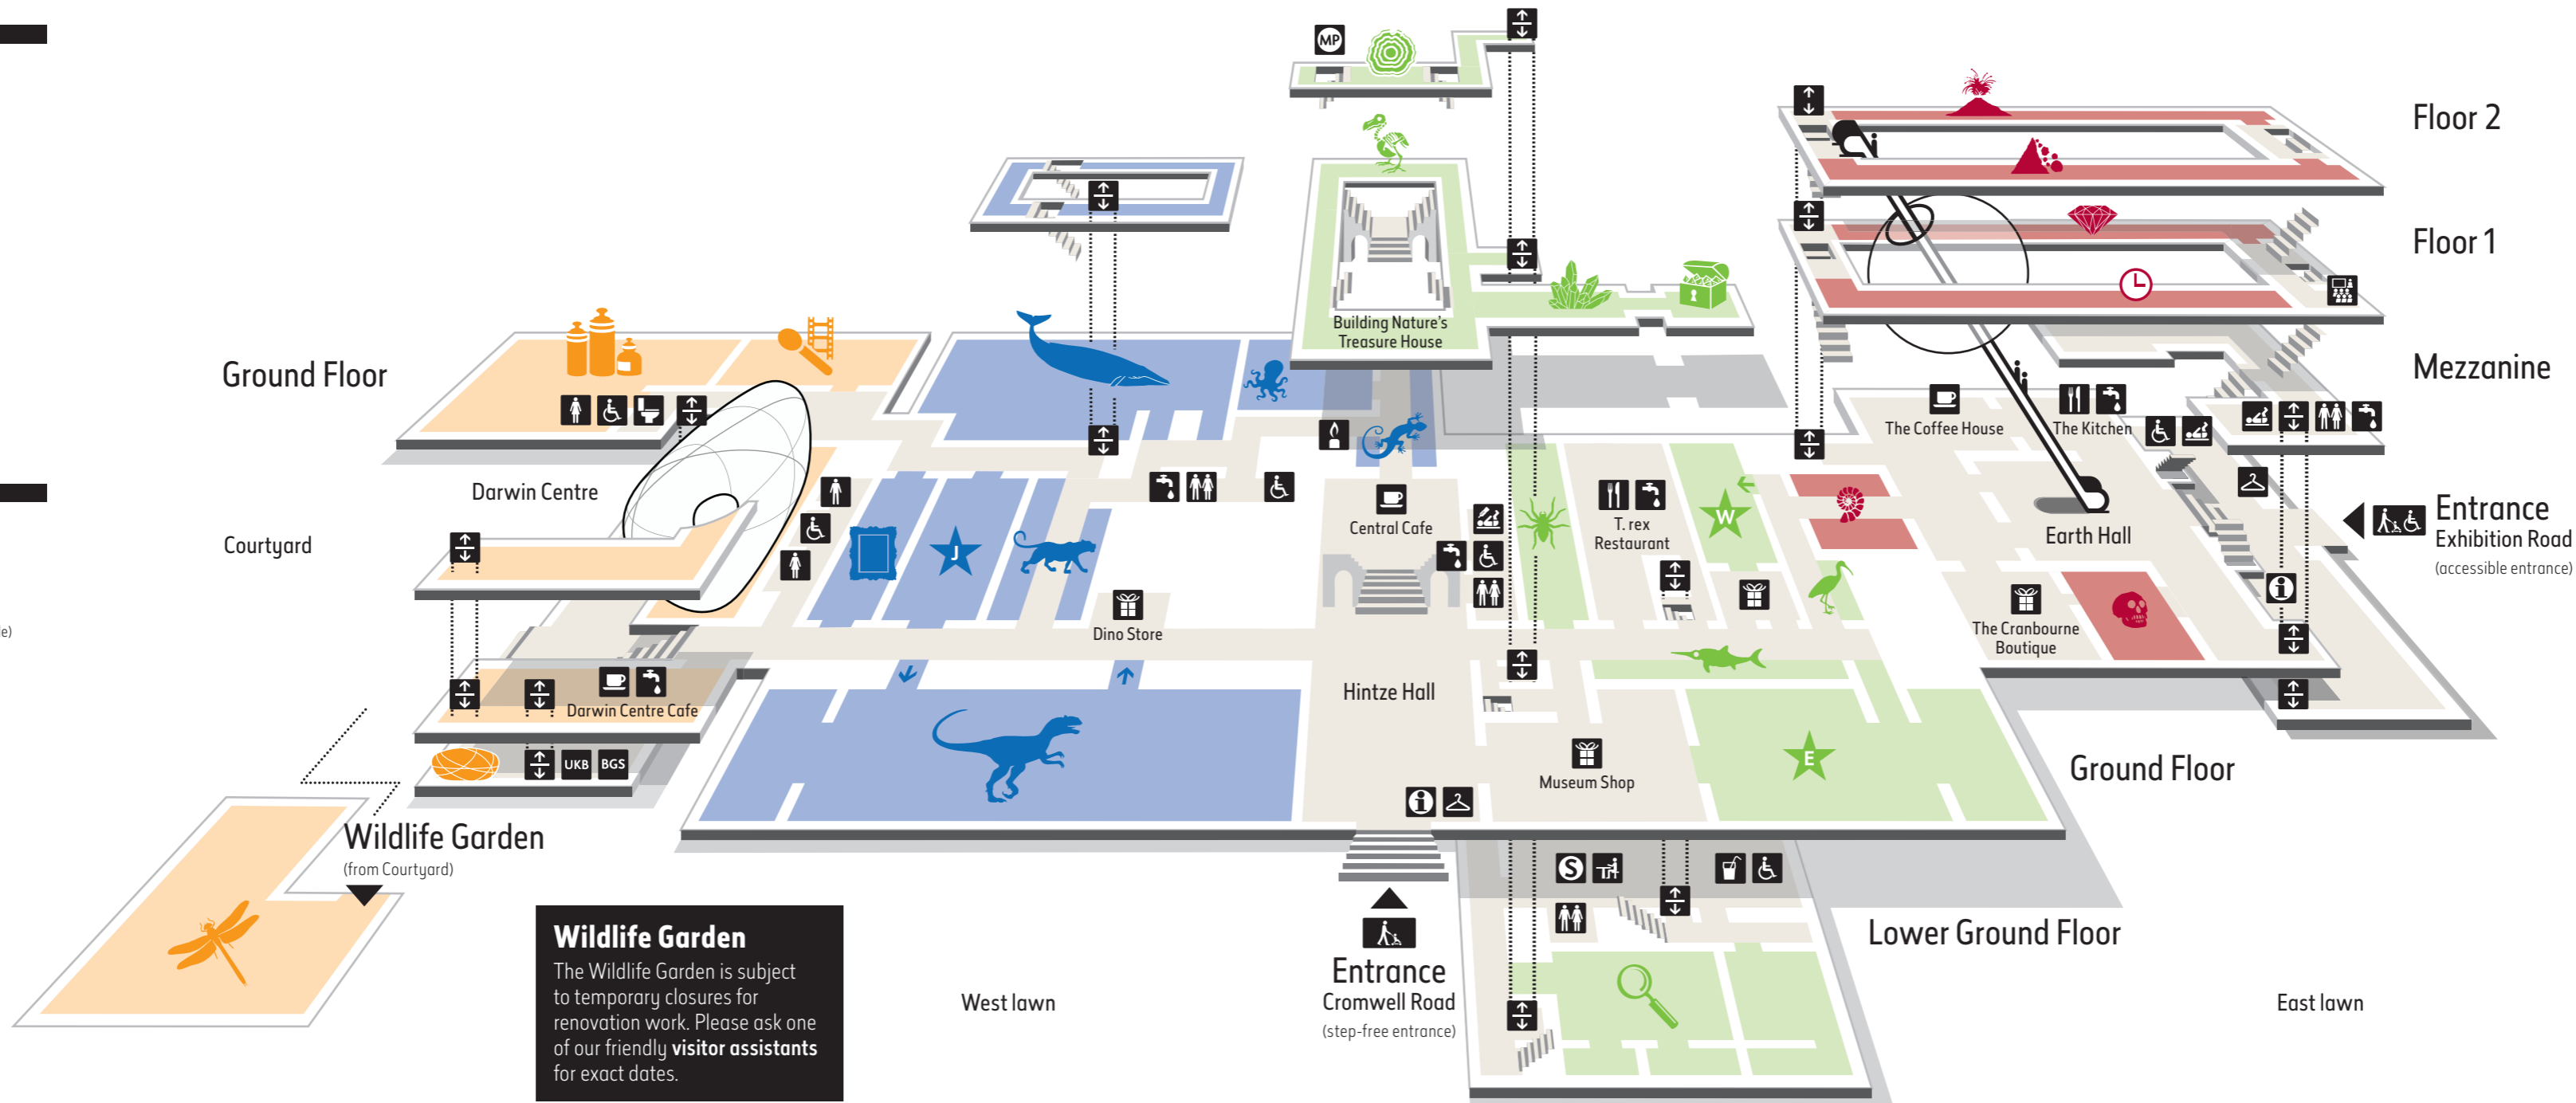 MP
Floor 2
Floor 1
Building Nature's
Treasure House
Ground Floor
Mezzanine
The Coffee House
The Kitchen
Darwin Centre
Courtyard
J
Central Cafe
T. rex
Restaurant
W
Earth Hall
Entrance
Exhibition Road
(accessible entrance)
i
e)
Dino Store
The Cranbourne
Boutique
Darwin Centre Cafe
Hintze Hall
UKB
BGS
Museum Shop
E
Ground Floor
i
Wildlife Garden
(from Courtyard)
S
Wildlife Garden
The Wildlife Garden is subject
to temporary closures for
renovation work. Please ask one
of our friendly visitor assistants
for exact dates.
West lawn
Entrance
Cromwell Road
(step-free entrance)
Lower Ground Floor
East lawn